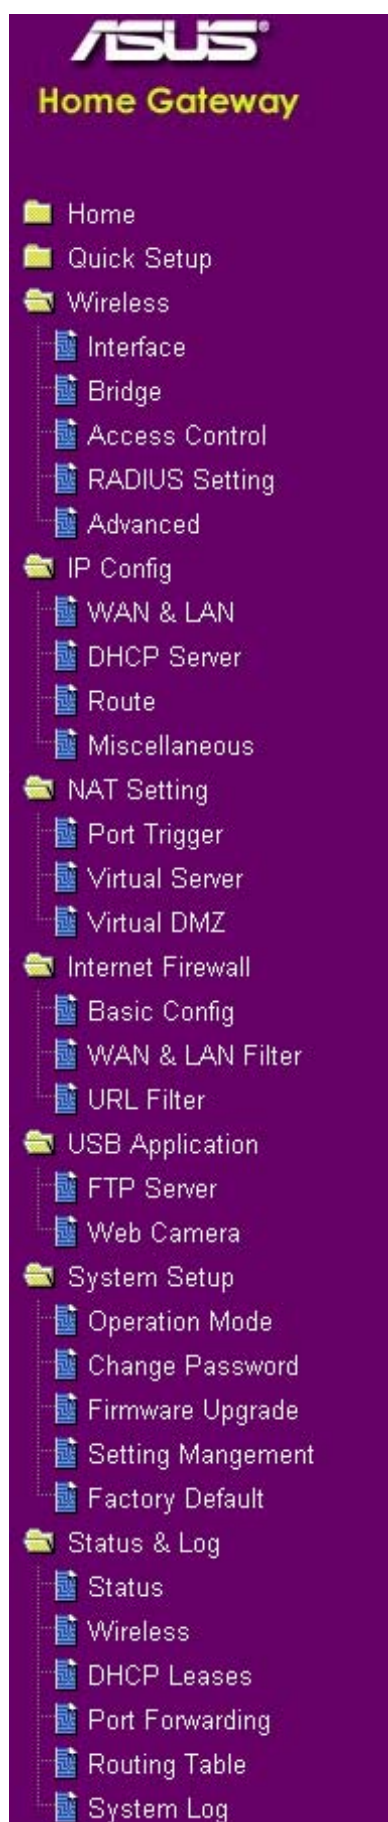 ASUS
Home Gateway
Home
Quick Setup
Wireless
Interface
Bridge
Access Control
RADIUS Setting
Advanced
IP Config
WAN & LAN
DHCP Server
Route
Miscellaneous
NAT Setting
Port Trigger
Virtual Server
Virtual DMZ
Internet Firewall
Basic Config
WAN & LAN Filter
URL Filter
USB Application
FTP Server
Web Camera
System Setup
Operation Mode
Change Password
Firmware Upgrade
Setting Mangement
Factory Default
Status & Log
Status
Wireless
DHCP Leases
Port Forwarding
Routing Table
System Log